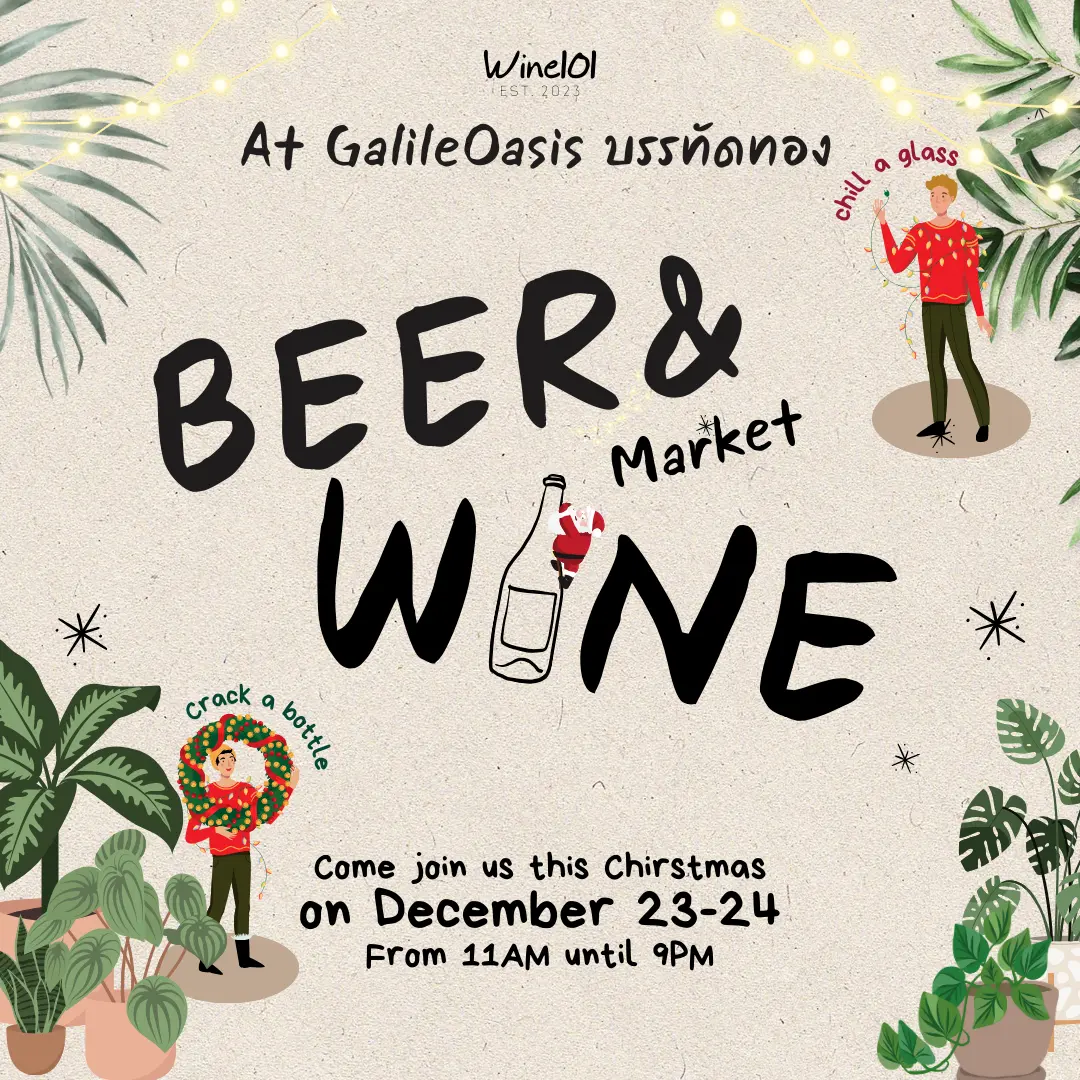 Wine101
EST. 2023
At GalileOasis บรรทัดทอง
chill a glass
BEER&
Market
WINE
Crack a bottle
Come join us this Chirstmas
on December 23-24
From 11AM until 9PM